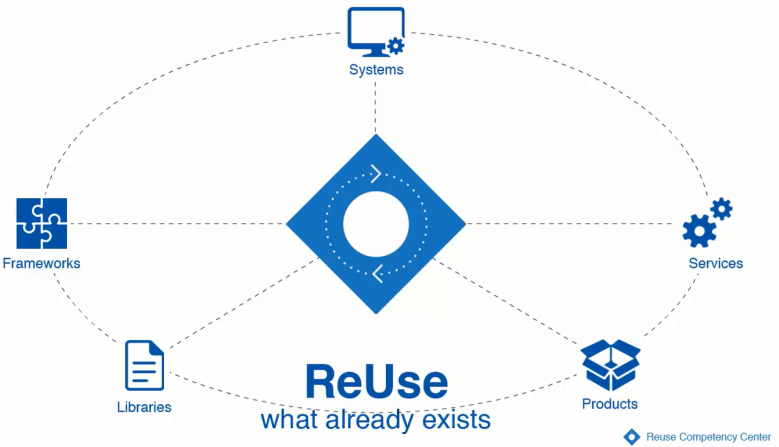 Systems
Frameworks
Services
Libraries
Products
ReUse
what already exists
Reuse Competency Center